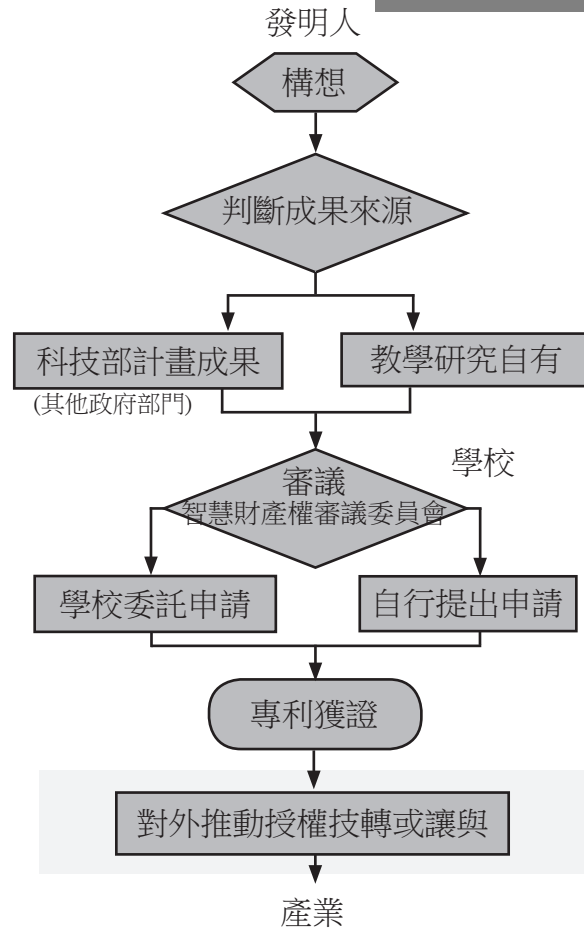 發明人
構想
判斷成果來源
科技部計畫成果
(其他政府部門)
教學研究自有
學校
審議
智慧財產權審議委員會
學校委託申請
自行提出申請
專利獲證
對外推動授權技轉或讓與
產業